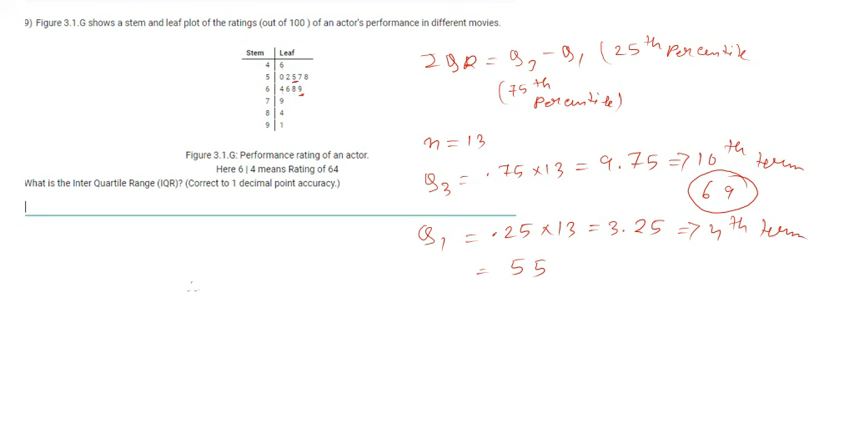 9) Figure 3.1.G shows a stem and leaf plot of the ratings (out of 100 ) of an actor's performance in different movies.
Stem Leaf
4 6
5 0 2 5 7 8
6 4 6 8 9
7 9
8 4
9 1
Figure 3.1.G: Performance rating of an actor.
Here 6 | 4 means Rating of 64
What is the Inter Quartile Range (IQR)? (Correct to 1 decimal point accuracy.)
IQR = Q3 - Q1 (25th Percentile
(75th
Percentile)
n = 13
Q3 = .75 × 13 = 9.75 => 10th term
69
Q1 = .25 × 13 = 3.25 => 4th term
= 55